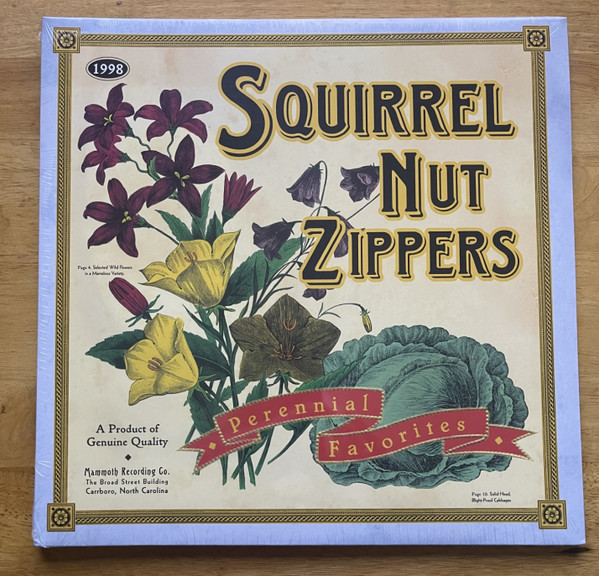 1998
SQUIRREL
NUT
ZIPPERS
Page 4, Selected Wild Flowers
in a Marvelous Variety.
Perennial
Favorites
A Product of
Genuine Quality
Mammoth Recording Co.
The Broad Street Building
Carrboro, North Carolina
Page 10. Solid Head,
Blight-Proof Cabbages